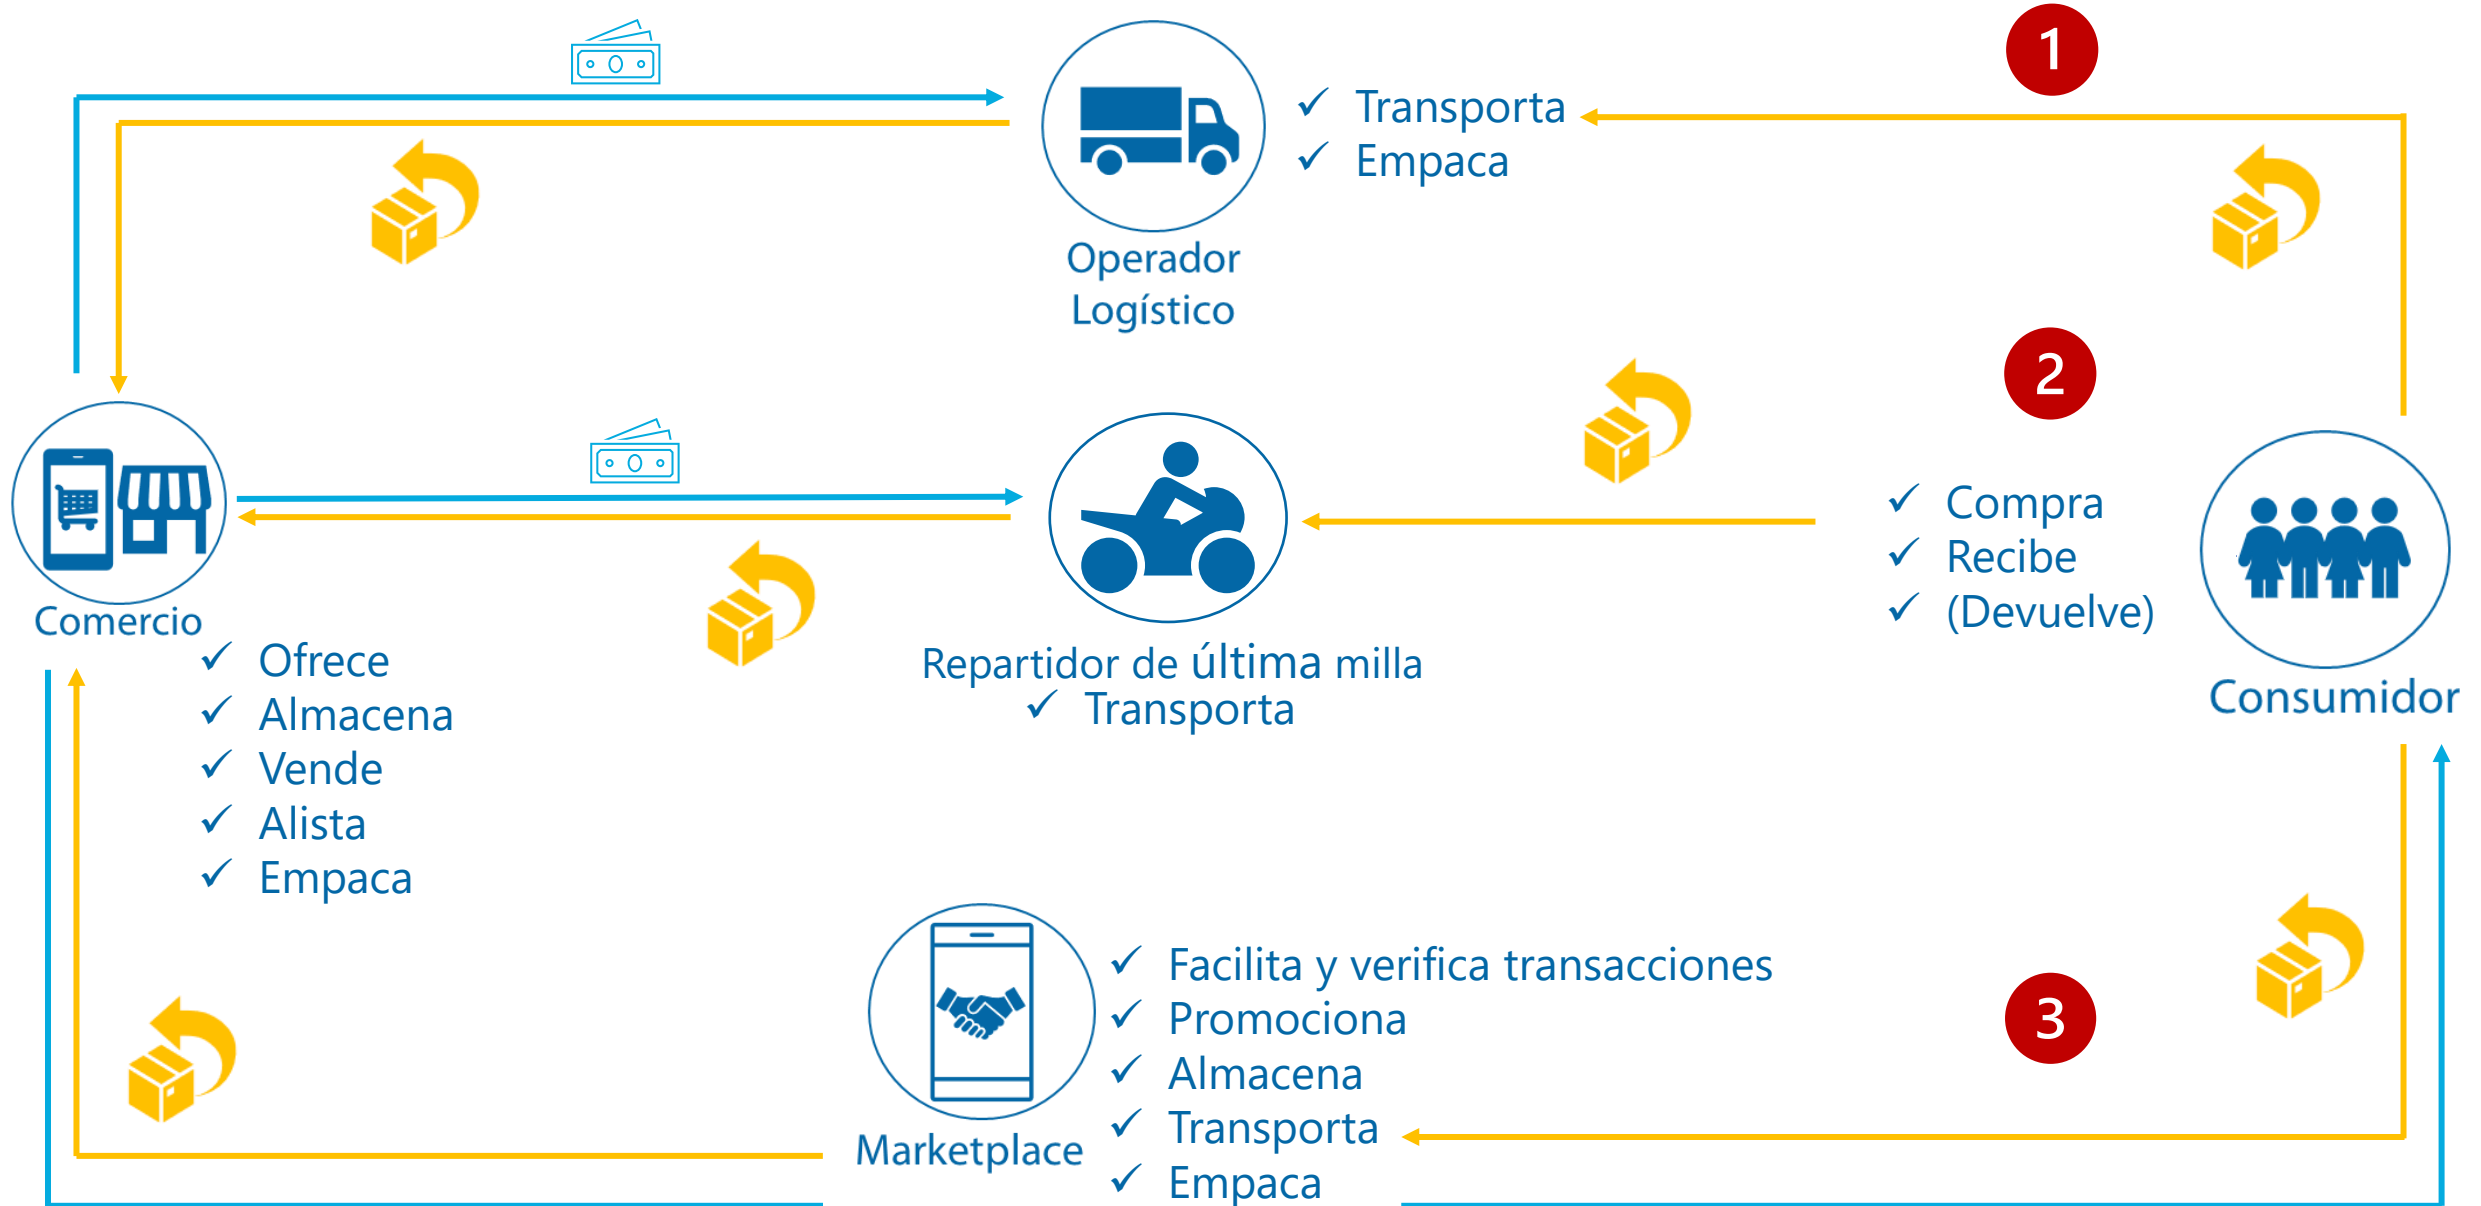 1
✓ Transporta
✓ Empaca
Operador
Logístico
2
✓ Compra
✓ Recibe
✓ (Devuelve)
Consumidor
Comercio
✓ Ofrece
✓ Almacena
✓ Vende
✓ Alista
✓ Empaca
Repartidor de última milla
✓ Transporta
Marketplace
✓ Facilita y verifica transacciones
✓ Promociona
✓ Almacena
✓ Transporta
✓ Empaca
3